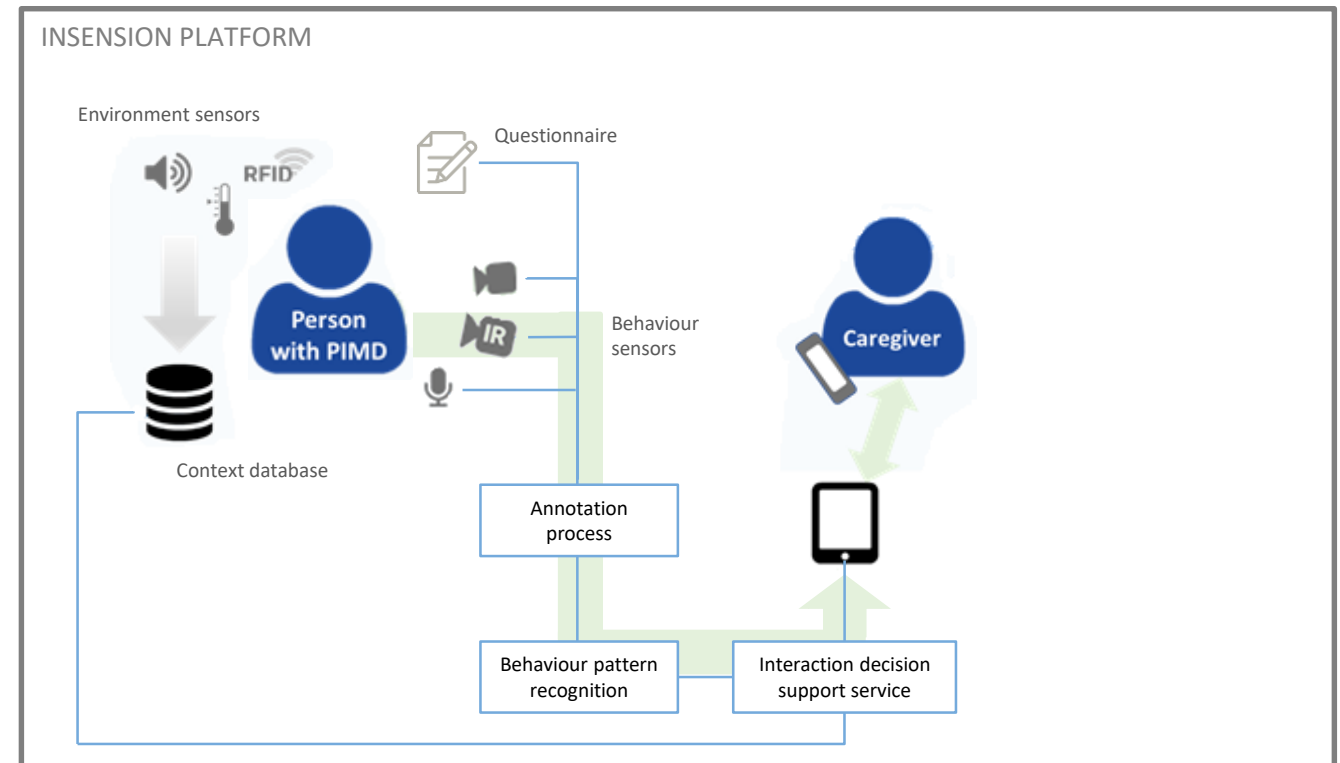 INSENSION PLATFORM
Environment sensors
RFID
Questionnaire
Person
with PIMD
IR
Behaviour
sensors
Caregiver
Context database
Annotation
process
Behaviour pattern
recognition
Interaction decision
support service